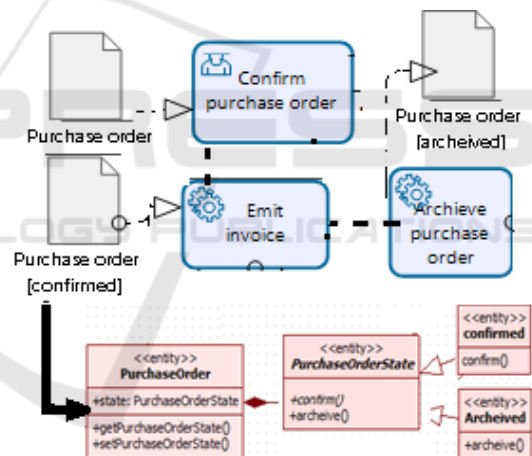 Confirm
purchase order
Purchase order
Purchase order
[archeived]
Emit
invoice
Archieve
purchase
order
Purchase order
[confirmed]
<<entity>>
PurchaseOrder
+state: PurchaseOrderState
+getPurchaseOrderState()
+setPurchaseOrderState()
<<entity>>
PurchaseOrderState
+confirm()
+archeive()
<<entity>>
confirmed
confirm()
<<entity>>
Archeived
+archeive()